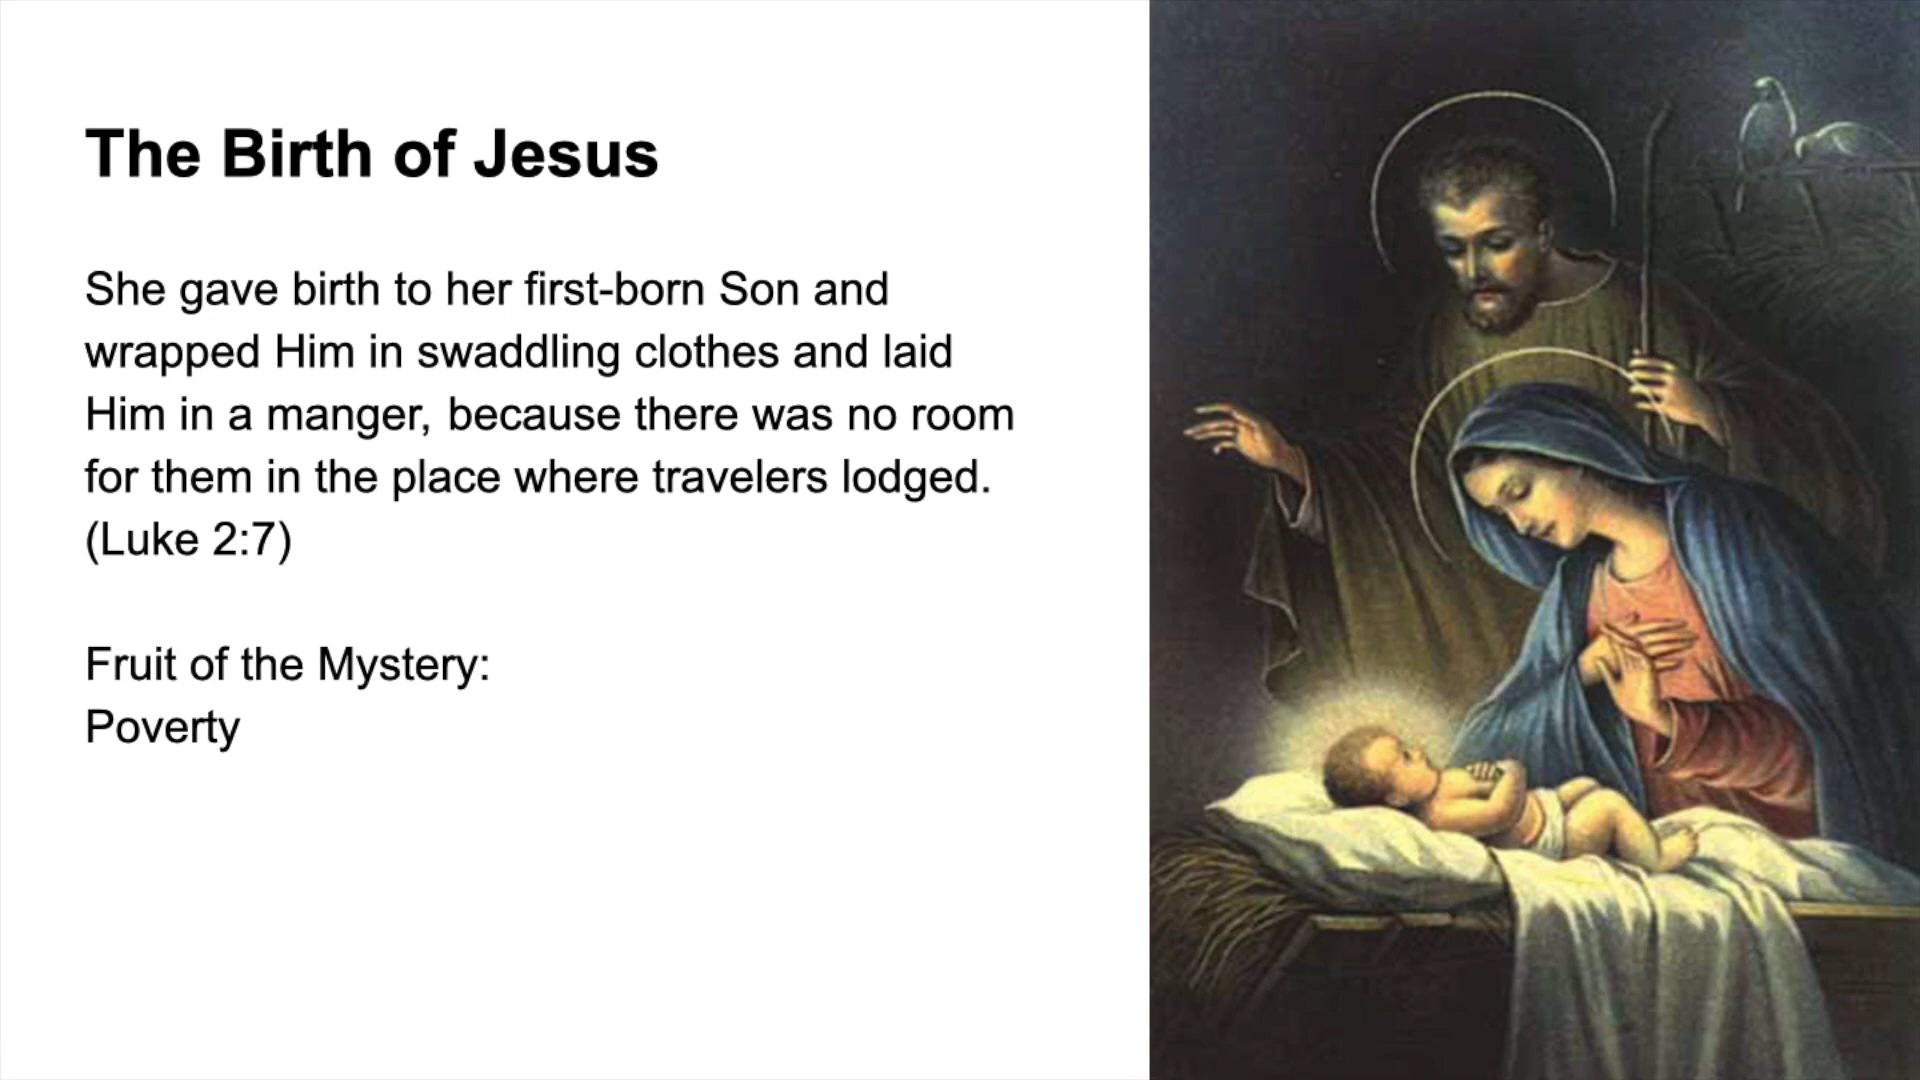 The Birth of Jesus
She gave birth to her first-born Son and
wrapped Him in swaddling clothes and laid
Him in a manger, because there was no room
for them in the place where travelers lodged.
(Luke 2:7)
Fruit of the Mystery:
Poverty